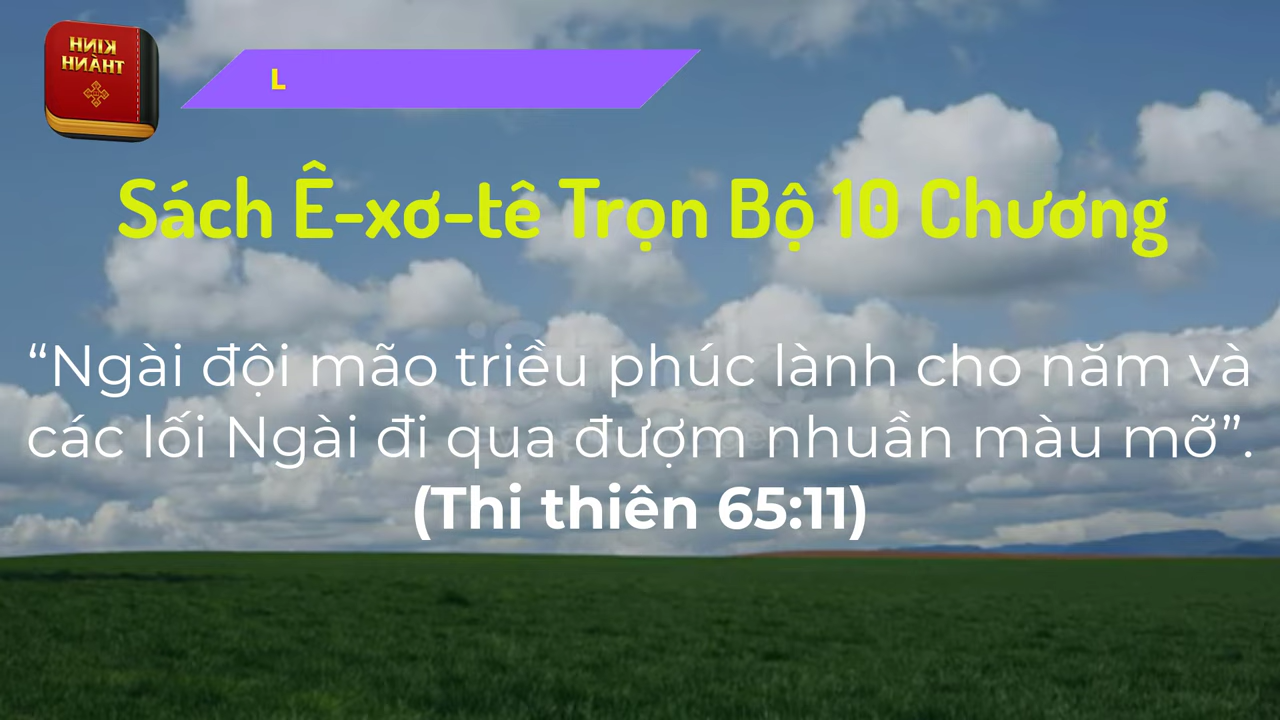 KINH
THÀNH
L
Sách Ê-xơ-tê Trọn Bộ 10 Chương
“Ngài đội mão triều phúc lành cho năm và
các lối Ngài đi qua đượm nhuần màu mỡ”.
(Thi thiên 65:11)